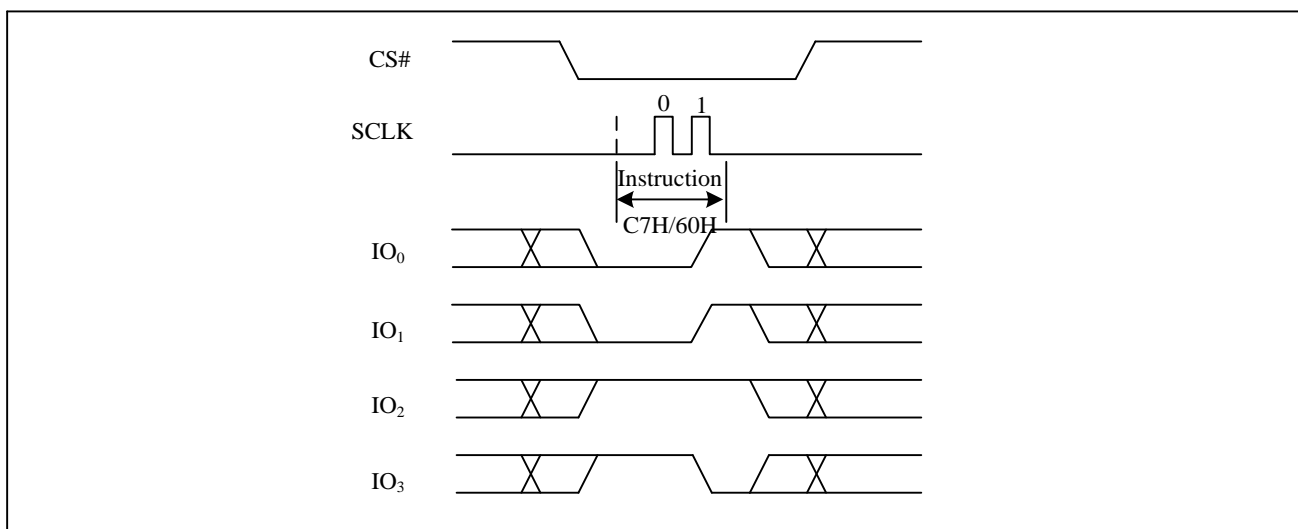 CS#
0 1
SCLK
Instruction
C7H/60H
IO0
IO1
IO2
IO3